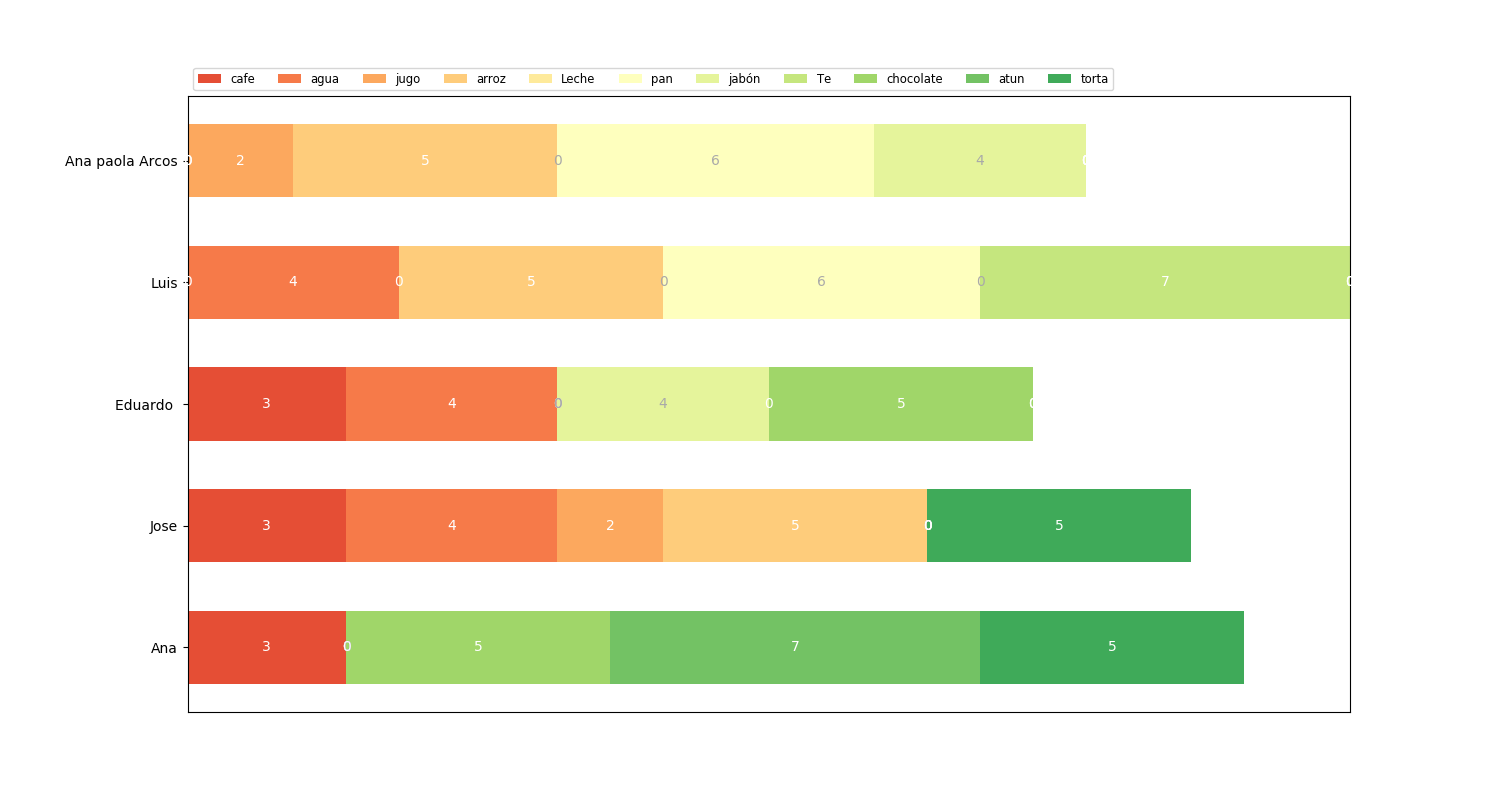 cafe agua jugo arroz Leche pan jabón Te chocolate atun torta
Ana paola Arcos 0 2 5 0 6 4 0
Luis 0 4 0 5 0 6 0 7 0
Eduardo 3 4 0 4 0 5 0
Jose 3 4 2 5 0 5
Ana 3 0 5 7 5